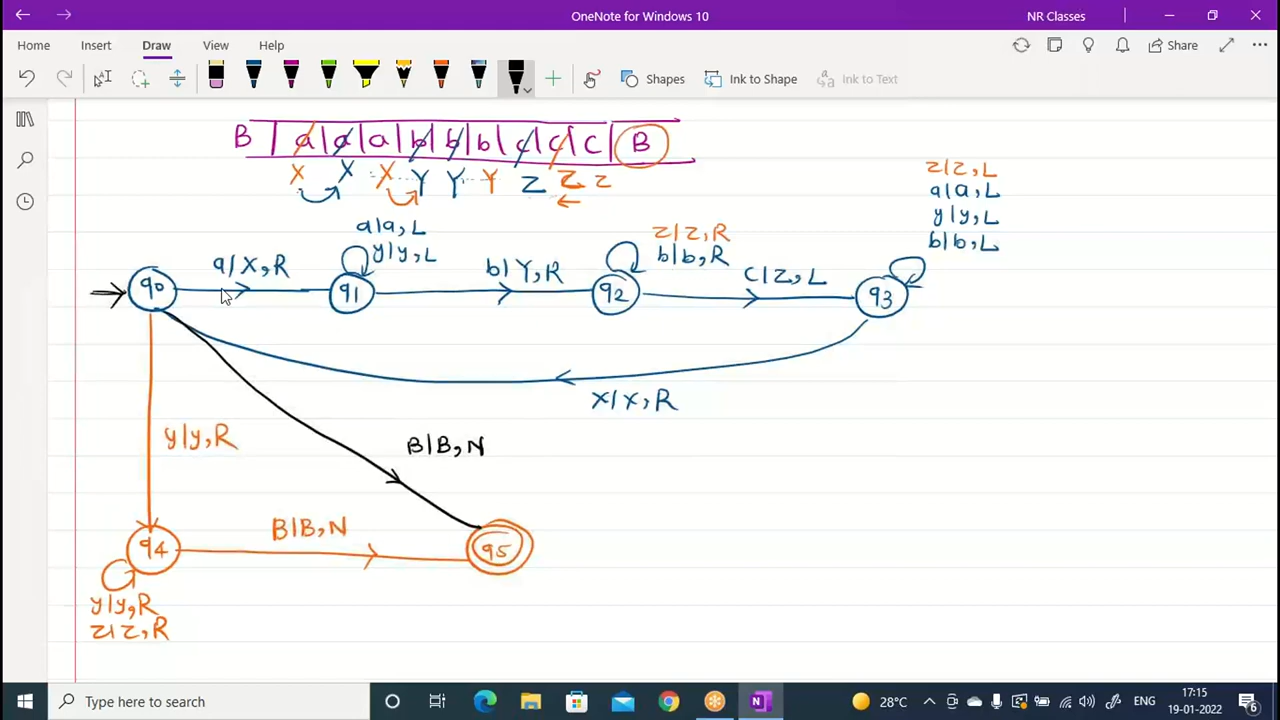 OneNote for Windows 10
NR Classes
Home Insert Draw View Help
Share
Shapes
Ink to Shape
Ink to Text
B | a | a | a | b | b | b | c | c | c | B
X X X Y Y Y Z Z Z
z|z, L
a|a, L
y|y, L
b|b, L
a|a, L
y|y, L
z|z, R
b|b, R
a|X, R
b|Y, R
c|Z, L
q0
q1
q2
q3
x|x, R
y|y, R
B|B, N
B|B, N
q4
q5
y|y, R
z|z, R
Type here to search
28°C
ENG
17:15
19-01-2022
6